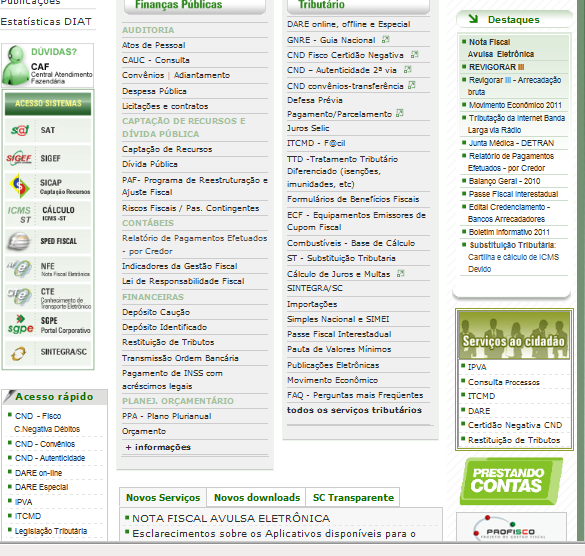 Publicações
Estatísticas DIAT
DÚVIDAS?
CAF
Central Atendimento
Fazendária
ACESSO SISTEMAS
SAT
SIGEF
SIGEF
SICAP
Captação Recursos
ICMS
ST
CÁLCULO
ICMS -ST
SPED FISCAL
NFE
Nota Fiscal Eletrônica
CTE
Conhecimento de
Transporte Eletrônico
sgpe
SGPE
Portal Corporativo
SINTEGRA/SC
Acesso rápido
CND - Fisco
C.Negativa Débitos
CND - Convênios
CND - Autenticidade
DARE on-line
DARE Especial
IPVA
ITCMD
Legislação Tributária
Finanças Públicas
AUDITORIA
Atos de Pessoal
CAUC - Consulta
Convênios | Adiantamento
Despesa Pública
Licitações e contratos
CAPTAÇÃO DE RECURSOS E
DÍVIDA PÚBLICA
Captação de Recursos
Dívida Pública
PAF- Programa de Reestruturação e
Ajuste Fiscal
Riscos Fiscais / Pas. Contingentes
CONTÁBEIS
Relatório de Pagamentos Efetuados
- por Credor
Indicadores da Gestão Fiscal
Lei de Responsabilidade Fiscal
FINANCEIRAS
Depósito Caução
Depósito Identificado
Restituição de Tributos
Transmissão Ordem Bancária
Pagamento de INSS com
acréscimos legais
PLANEJ. ORÇAMENTÁRIO
PPA - Plano Plurianual
Orçamento
+ informações
Tributário
DARE online, offline e Especial
GNRE - Guia Nacional
CND Fisco Certidão Negativa
CND - Autenticidade 2ª via
CND convênios-transferência
Defesa Prévia
Pagamento/Parcelamento
Juros Selic
ITCMD - F@cil
TTD -Tratamento Tributário
Diferenciado (isenções,
imunidades, etc)
Formulários de Benefícios Fiscais
ECF - Equipamentos Emissores de
Cupom Fiscal
Combustíveis - Base de Cálculo
ST - Substituição Tributaria
Cálculo de Juros e Multas
SINTEGRA/SC
Importações
Simples Nacional e SIMEI
Passe Fiscal Interestadual
Pauta de Valores Mínimos
Publicações Eletrônicas
Movimento Econômico
FAQ - Perguntas mais Freqüentes
todos os serviços tributários
Novos Serviços
Novos downloads
SC Transparente
NOTA FISCAL AVULSA ELETRÔNICA
Esclarecimentos sobre os Aplicativos disponíveis para o
Destaques
Nota Fiscal
Avulsa Eletrônica
REVIGORAR III
Revigorar III - Arrecadação
bruta
Movimento Econômico 2011
Tributação da Internet Banda
Larga via Rádio
Junta Médica - DETRAN
Relatório de Pagamentos
Efetuados - por Credor
Balanço Geral - 2010
Passe Fiscal Interestadual
Edital Credenciamento -
Bancos Arrecadadores
Boletim Informativo 2011
Substituição Tributária:
Cartilha e cálculo de ICMS
Devido
Serviços ao cidadão
IPVA
Consulta Processos
ITCMD
DARE
Certidão Negativa CND
Restituição de Tributos
PRESTANDO
CONTAS
PROFISCO